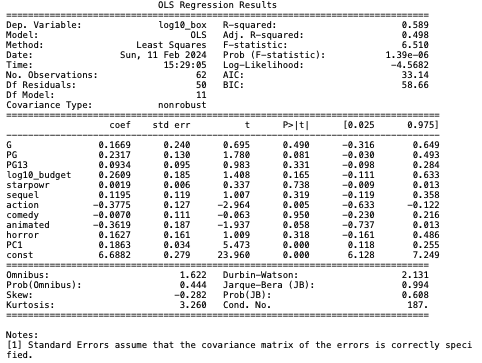 OLS Regression Results
==============================================================================
Dep. Variable: log10_box R-squared: 0.589
Model: OLS Adj. R-squared: 0.498
Method: Least Squares F-statistic: 6.510
Date: Sun, 11 Feb 2024 Prob (F-statistic): 1.39e-06
Time: 15:29:05 Log-Likelihood: -4.5682
No. Observations: 62 AIC: 33.14
Df Residuals: 50 BIC: 58.66
Df Model: 11
Covariance Type: nonrobust
================================================================================
coef std err t P>|t| [0.025 0.975]
--------------------------------------------------------------------------------
G 0.1669 0.240 0.695 0.490 -0.316 0.649
PG 0.2317 0.130 1.780 0.081 -0.030 0.493
PG13 0.0934 0.095 0.983 0.331 -0.098 0.284
log10_budget 0.2609 0.185 1.408 0.165 -0.111 0.633
starpowr 0.0019 0.006 0.337 0.738 -0.009 0.013
sequel 0.1195 0.119 1.007 0.319 -0.119 0.358
action -0.3775 0.127 -2.964 0.005 -0.633 -0.122
comedy -0.0070 0.111 -0.063 0.950 -0.230 0.216
animated -0.3619 0.187 -1.937 0.058 -0.737 0.013
horror 0.1627 0.161 1.009 0.318 -0.161 0.486
PC1 0.1863 0.034 5.473 0.000 0.118 0.255
const 6.6882 0.279 23.960 0.000 6.128 7.249
==============================================================================
Omnibus: 1.622 Durbin-Watson: 2.131
Prob(Omnibus): 0.444 Jarque-Bera (JB): 0.994
Skew: -0.282 Prob(JB): 0.608
Kurtosis: 3.260 Cond. No. 187.
==============================================================================
Notes:
[1] Standard Errors assume that the covariance matrix of the errors is correctly speci
fied.